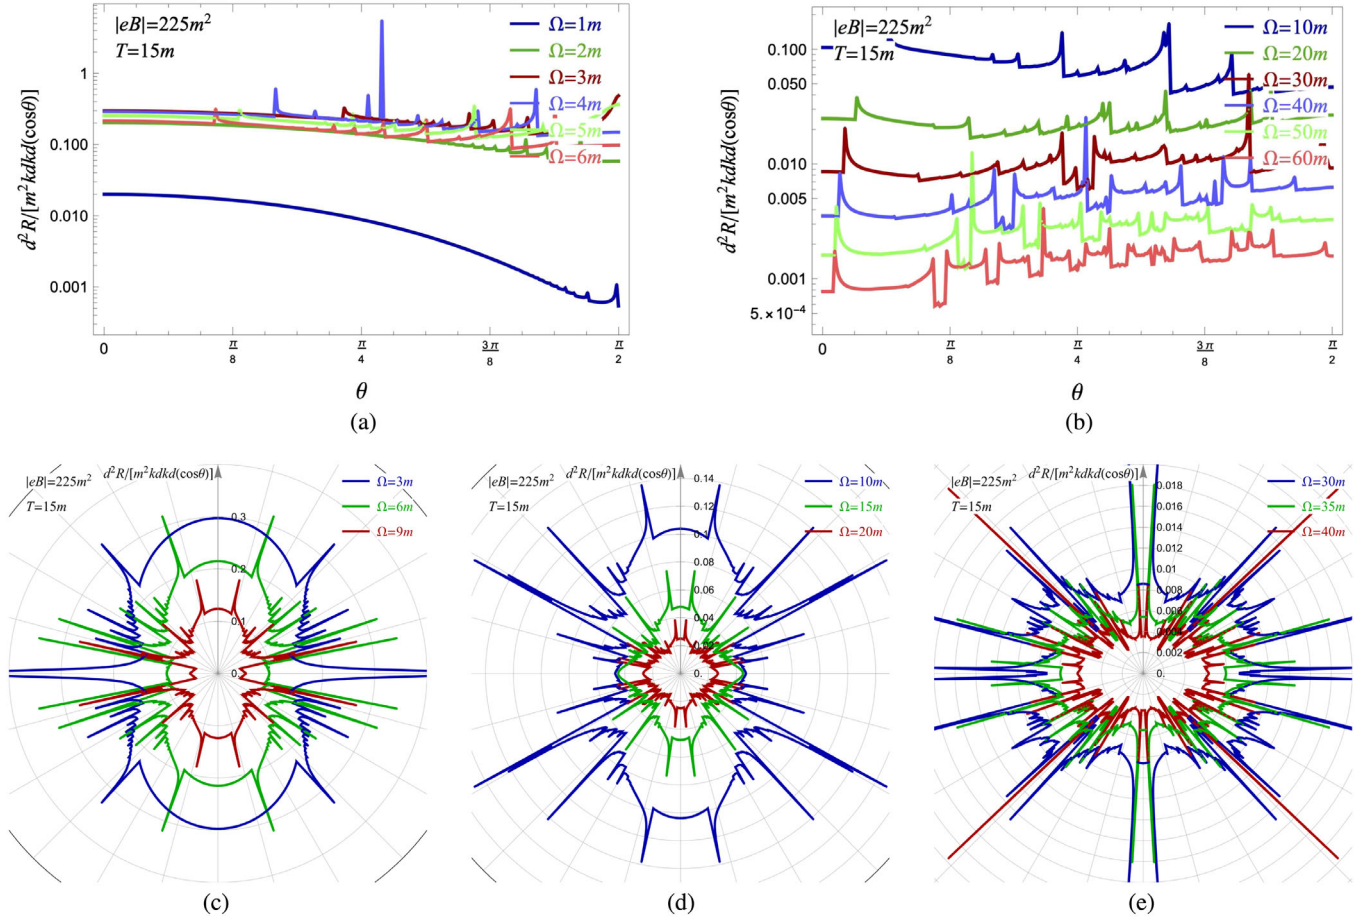 |eB|=225m²
T=15m
Ω=1m
Ω=2m
Ω=3m
Ω=4m
Ω=5m
Ω=6m
d²R/[m²kdkd(cosθ)]
1
0.100
0.010
0.001
0
π/8
π/4
3π/8
π/2
θ
(a)
|eB|=225m²
T=15m
Ω=10m
Ω=20m
Ω=30m
Ω=40m
Ω=50m
Ω=60m
d²R/[m²kdkd(cosθ)]
0.100
0.050
0.010
0.005
0.001
5.×10⁻⁴
0
π/8
π/4
3π/8
π/2
θ
(b)
|eB|=225m²
d²R/[m²kdkd(cosθ)]
T=15m
Ω=3m
Ω=6m
Ω=9m
0.3
0.2
0.1
0.
(c)
|eB|=225m²
d²R/[m²kdkd(cosθ)]
T=15m
Ω=10m
Ω=15m
Ω=20m
0.14
0.12
0.10
0.08
0.06
0.04
0.02
0.
(d)
|eB|=225m²
d²R/[m²kdkd(cosθ)]
T=15m
Ω=30m
Ω=35m
Ω=40m
0.018
0.016
0.014
0.012
0.010
0.008
0.006
0.004
0.002
0.
(e)